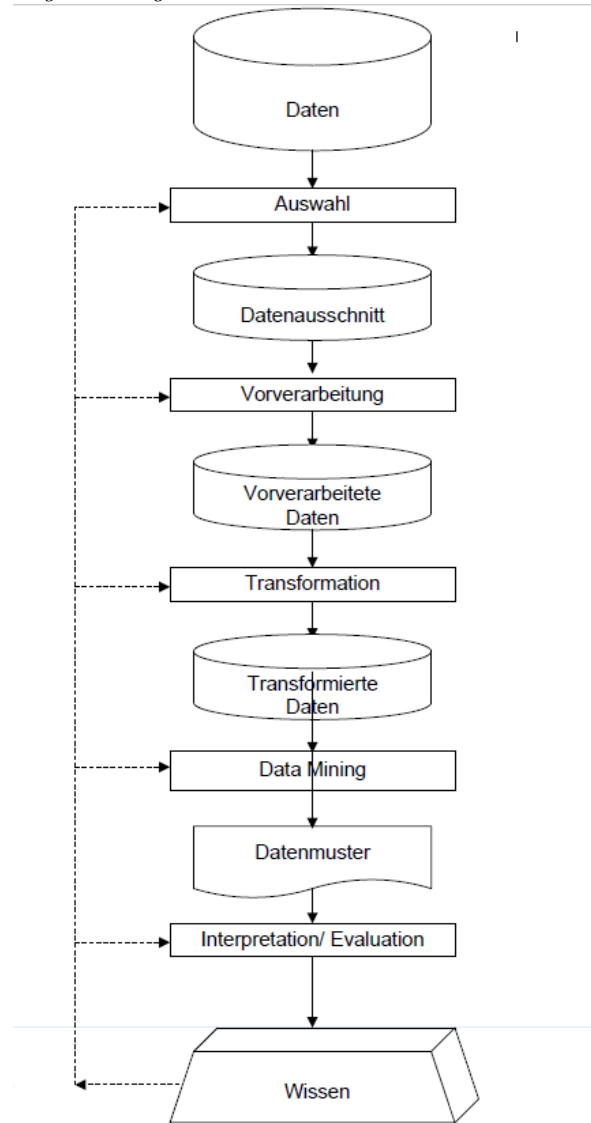 Daten
Auswahl
Datenausschnitt
Vorverarbeitung
Vorverarbeitete
Daten
Transformation
Transformierte
Daten
Data Mining
Datenmuster
Interpretation/ Evaluation
Wissen